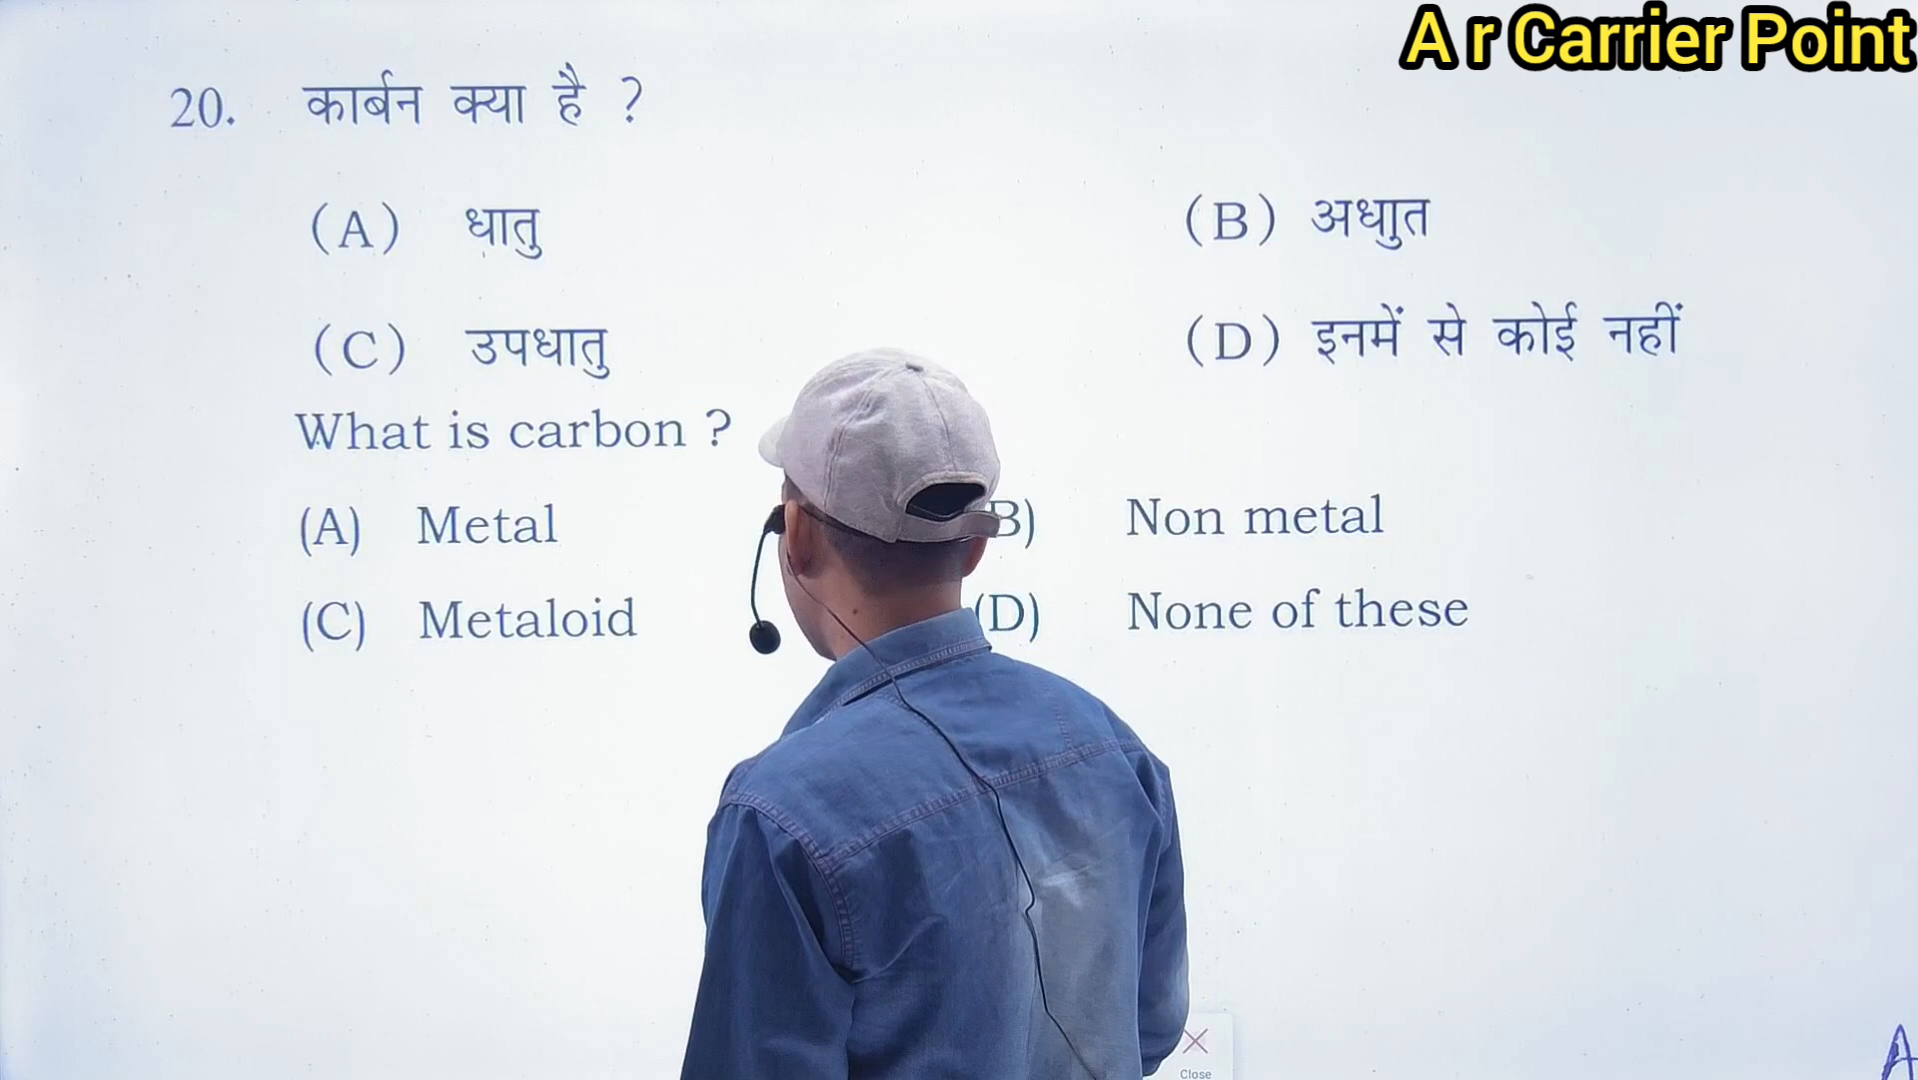 A r Carrier Point
20. कार्बन क्या है ?
(A) धातु (B) अधाुत
(C) उपधातु (D) इनमें से कोई नहीं
What is carbon ?
(A) Metal B) Non metal
(C) Metaloid (D) None of these
Close
A